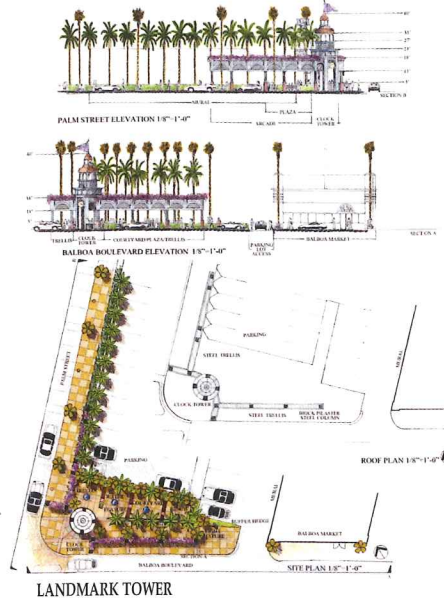 SECTION B
MURAL
PLAZA
ARCADE
CLOCK
TOWER
PALM STREET ELEVATION 1/8"=1'-0"
TRELLIS
CLOCK
TOWER
COURTYARD/PLAZA/TRELLIS
PARKING
LOT
ACCESS
BALBOA MARKET
SECTION A
BALBOA BOULEVARD ELEVATION 1/8"=1'-0"
PARKING
STEEL TRELLIS
MURAL
PALM STREET
CLOCK TOWER
STEEL TRELLIS
BRICK PILASTER
STEEL COLUMN
PARKING
ROOF PLAN 1/8"=1'-0"
MURAL
BUFFER HEDGE
BALBOA MARKET
CLOCK
TOWER
SECTION A
BALBOA BOULEVARD
SITE PLAN 1/8"=1'-0"
LANDMARK TOWER